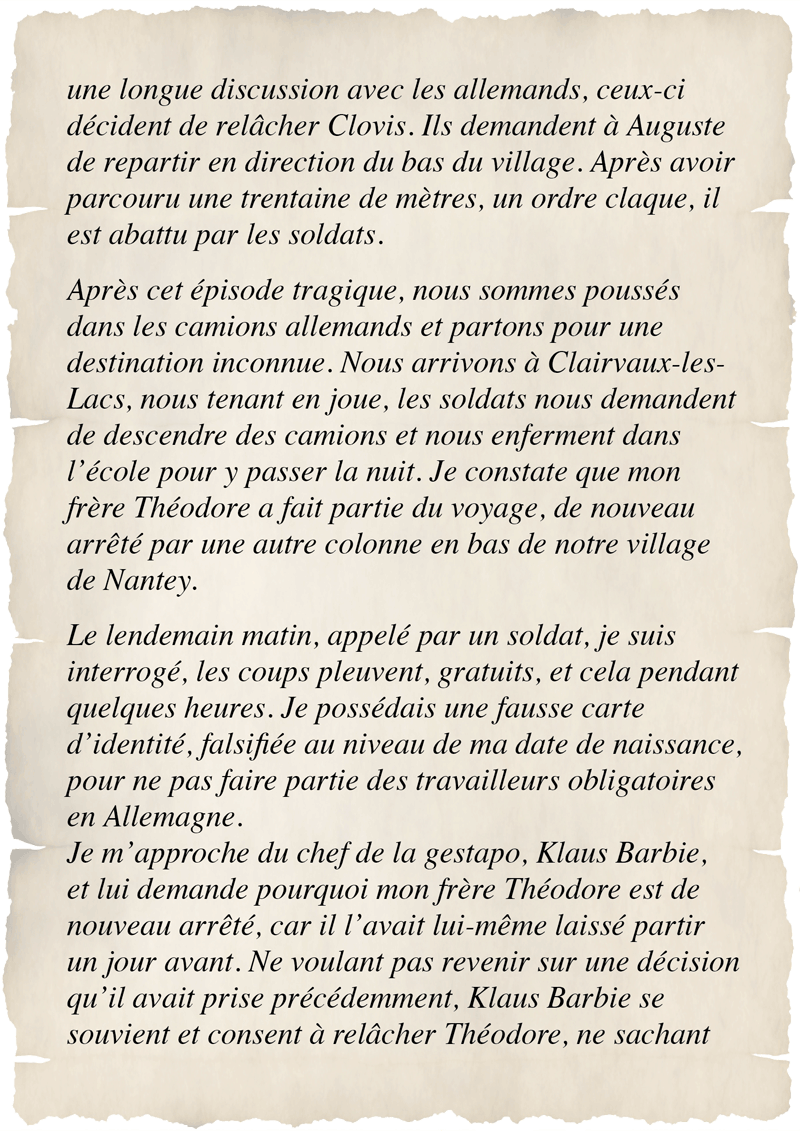 une longue discussion avec les allemands, ceux-ci
décident de relâcher Clovis. Ils demandent à Auguste
de repartir en direction du bas du village. Après avoir
parcouru une trentaine de mètres, un ordre claque, il
est abattu par les soldats.
Après cet épisode tragique, nous sommes poussés
dans les camions allemands et partons pour une
destination inconnue. Nous arrivons à Clairvaux-les-
Lacs, nous tenant en joue, les soldats nous demandent
de descendre des camions et nous enferment dans
l’école pour y passer la nuit. Je constate que mon
frère Théodore a fait partie du voyage, de nouveau
arrêté par une autre colonne en bas de notre village
de Nantey.
Le lendemain matin, appelé par un soldat, je suis
interrogé, les coups pleuvent, gratuits, et cela pendant
quelques heures. Je possédais une fausse carte
d’identité, falsifiée au niveau de ma date de naissance,
pour ne pas faire partie des travailleurs obligatoires
en Allemagne.
Je m’approche du chef de la gestapo, Klaus Barbie,
et lui demande pourquoi mon frère Théodore est de
nouveau arrêté, car il l’avait lui-même laissé partir
un jour avant. Ne voulant pas revenir sur une décision
qu’il avait prise précédemment, Klaus Barbie se
souvient et consent à relâcher Théodore, ne sachant